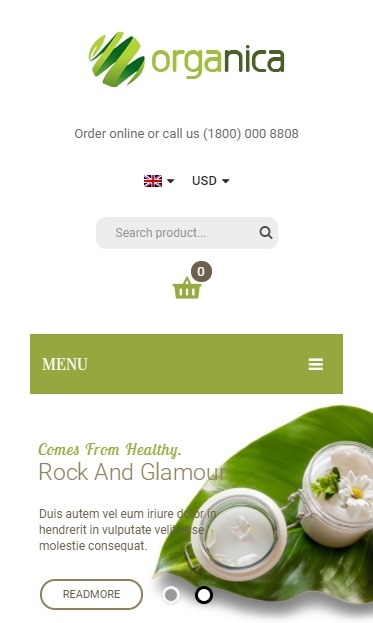 organica
Order online or call us (1800) 000 8808
USD
Search product...
0
MENU
Comes From Healthy.
Rock And Glamour
Duis autem vel eum iriure dolor in
hendrerit in vulputate velit esse
molestie consequat.
READMORE